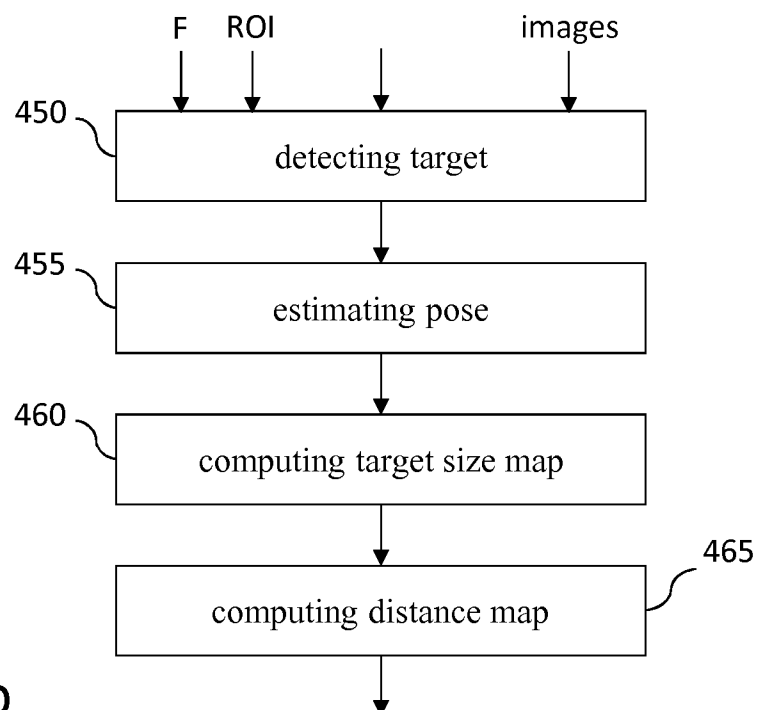 F ROI images
450
detecting target
455
estimating pose
460
computing target size map
465
computing distance map